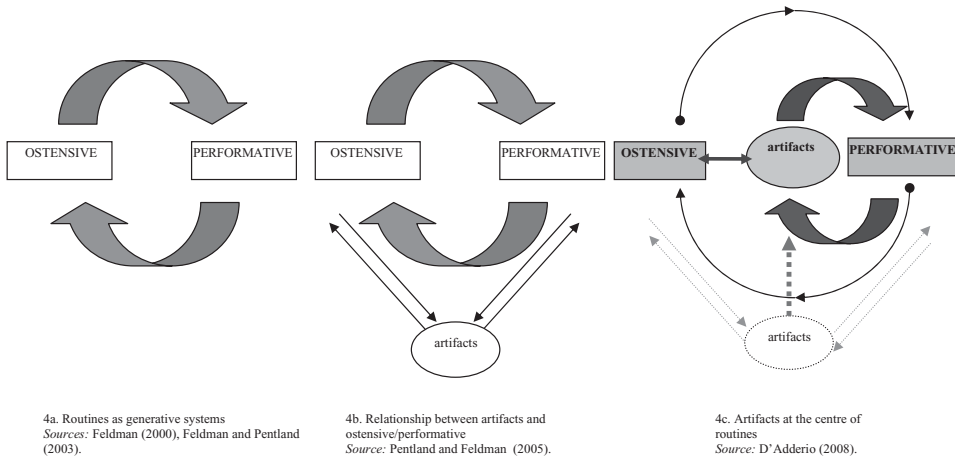 OSTENSIVE
PERFORMATIVE
OSTENSIVE
PERFORMATIVE
artifacts
OSTENSIVE
artifacts
PERFORMATIVE
artifacts
4a. Routines as generative systems
Sources: Feldman (2000), Feldman and Pentland
(2003).
4b. Relationship between artifacts and
ostensive/performative
Source: Pentland and Feldman (2005).
4c. Artifacts at the centre of
routines
Source: D’Adderio (2008).